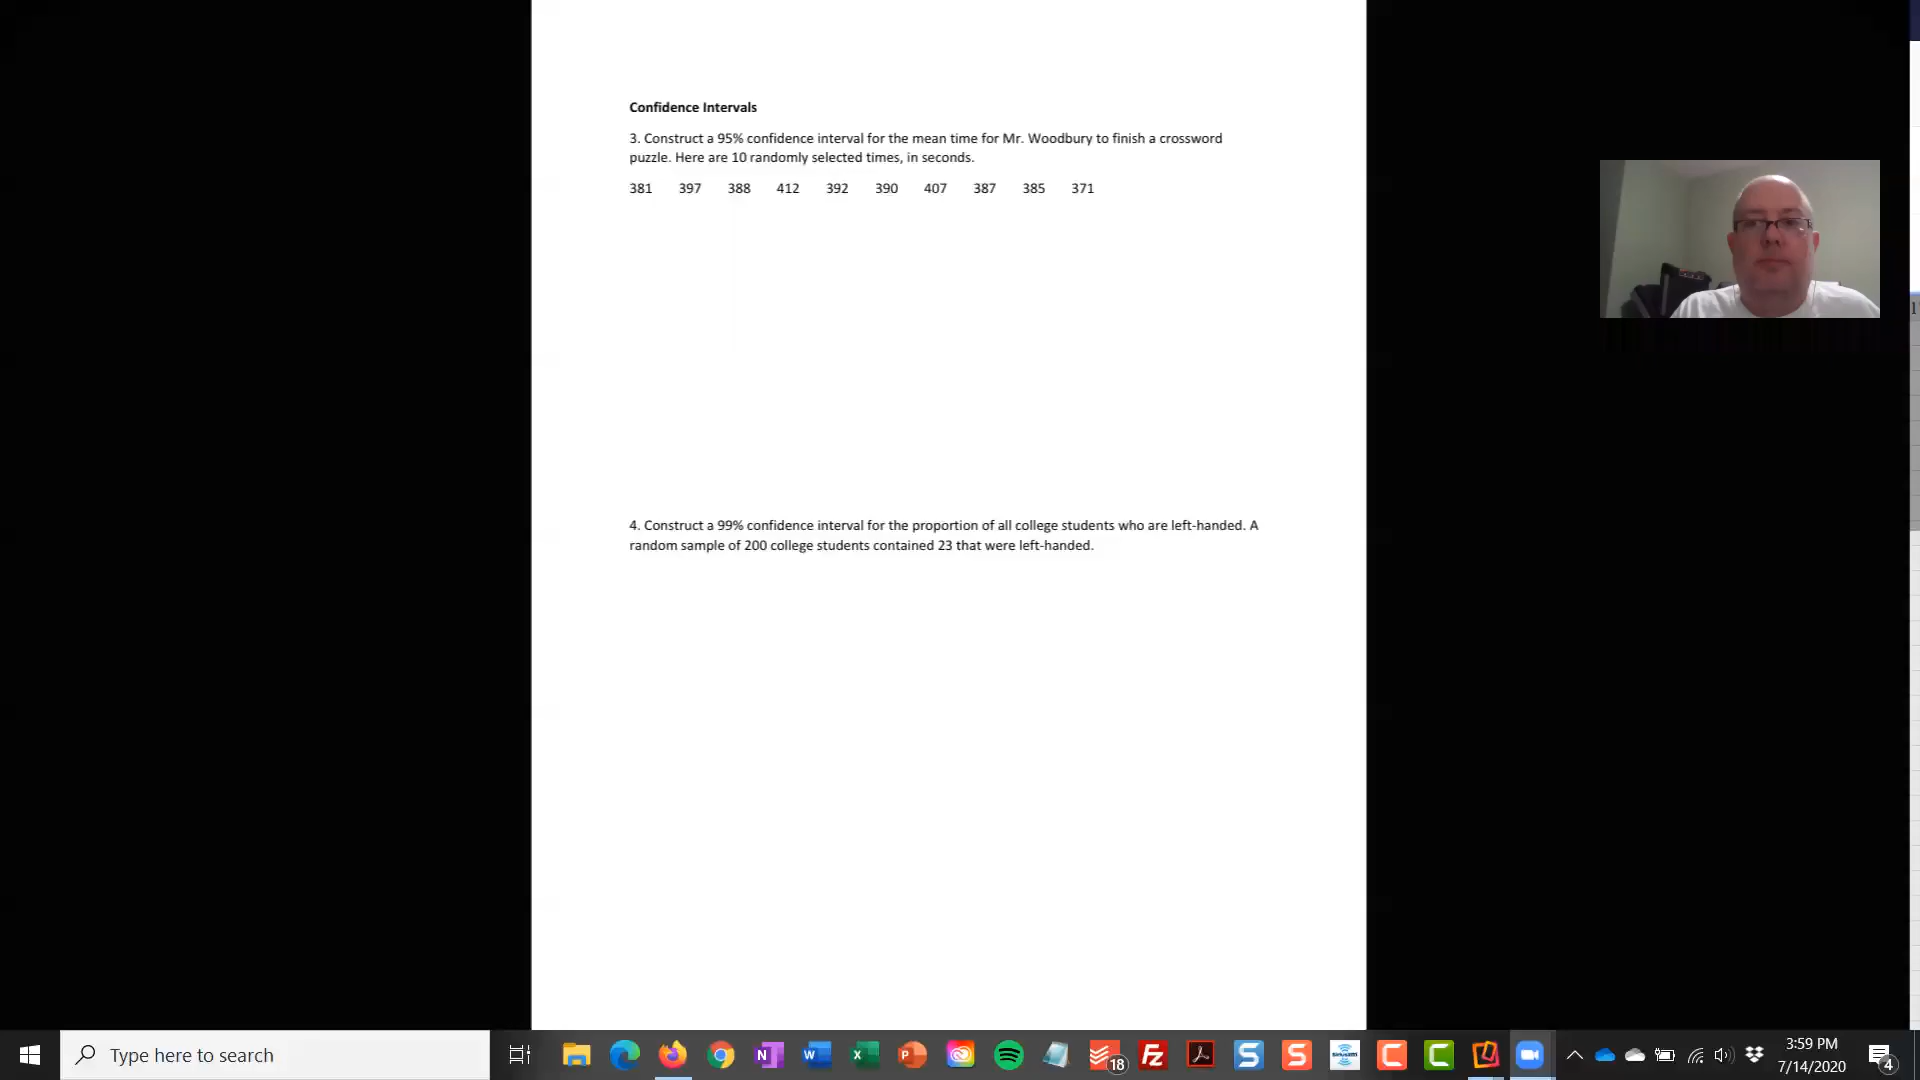 Confidence Intervals
3. Construct a 95% confidence interval for the mean time for Mr. Woodbury to finish a crossword
puzzle. Here are 10 randomly selected times, in seconds.
381 397 388 412 392 390 407 387 385 371
4. Construct a 99% confidence interval for the proportion of all college students who are left-handed. A
random sample of 200 college students contained 23 that were left-handed.
Type here to search
18
3:59 PM
7/14/2020
4